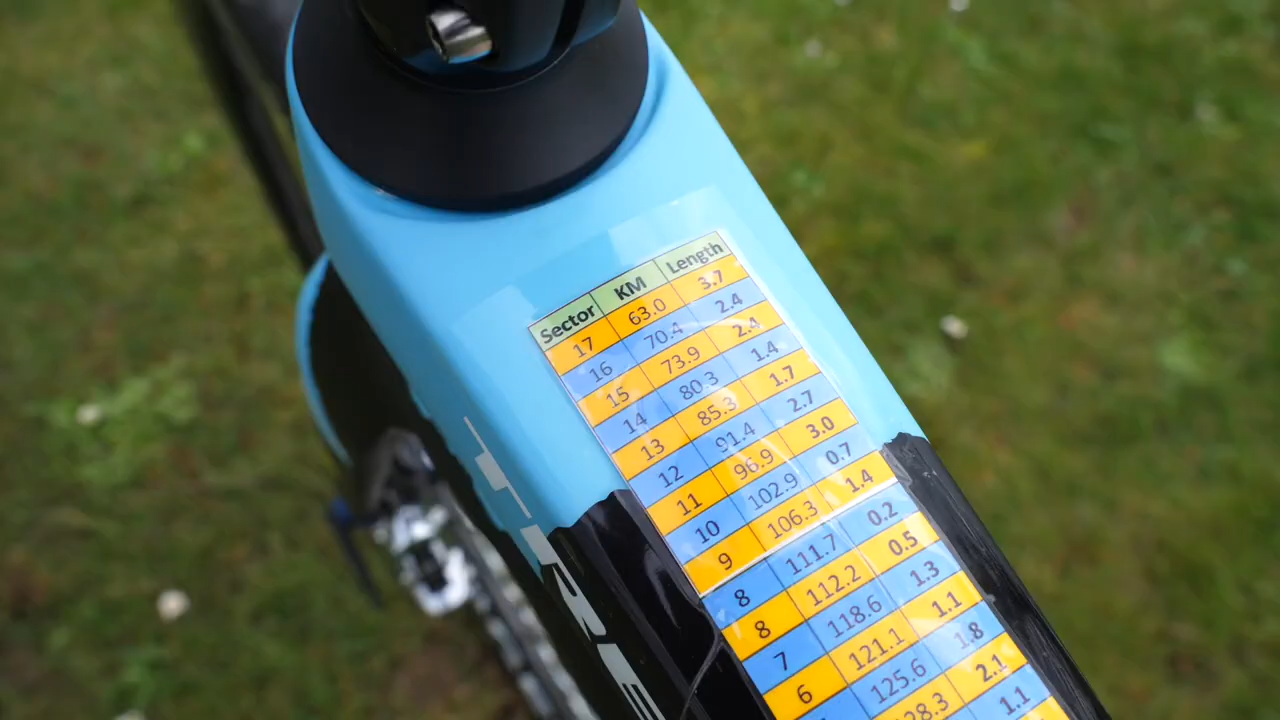 Sector KM Length
17 63.0 3.7
16 70.4 2.4
15 73.9 2.4
14 80.3 1.4
13 85.3 1.7
12 91.4 2.7
11 96.9 3.0
10 102.9 0.7
9 106.3 1.4
8 111.7 0.2
8 112.2 0.5
7 118.6 1.3
6 121.1 1.1
125.6 1.8
128.3 2.1
1.1
TRE